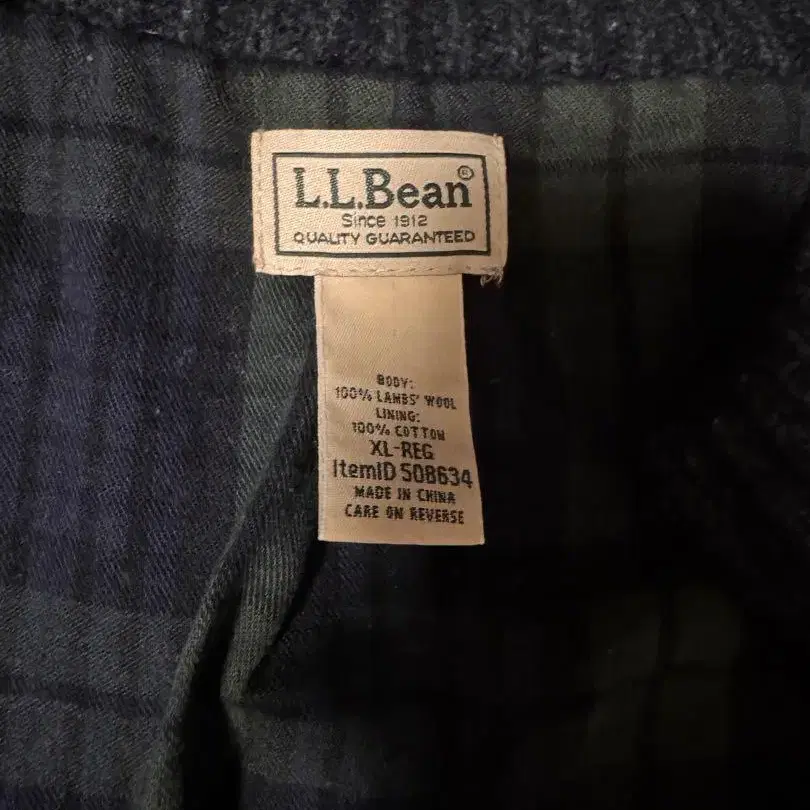 L.L.Bean®
Since 1912
QUALITY GUARANTEED
BODY:
100% LAMBS' WOOL
LINING:
100% COTTON
XL-REG
ItemID 508634
MADE IN CHINA
CARE ON REVERSE